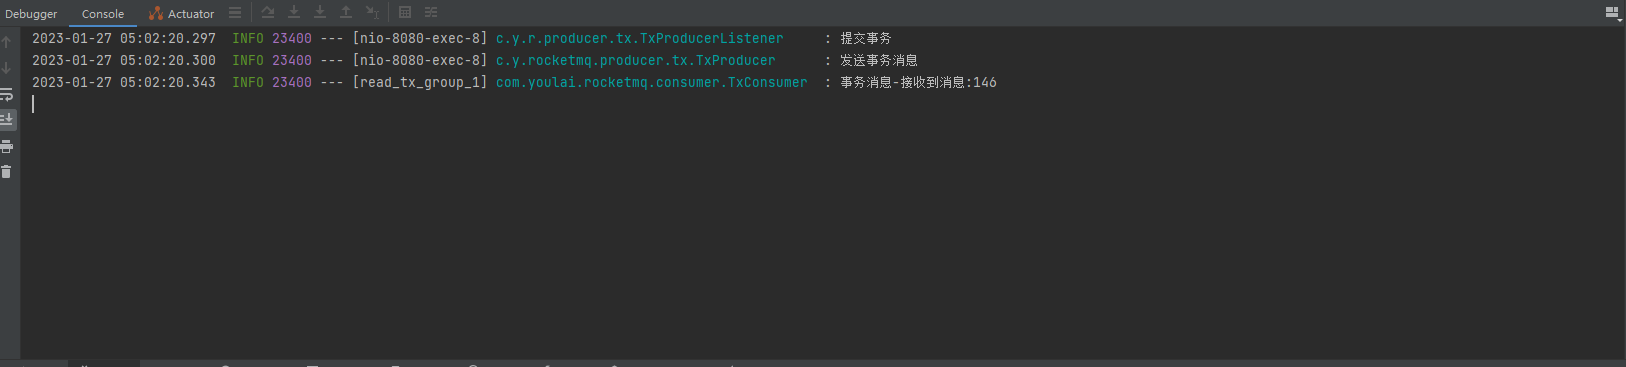 Debugger Console Actuator
2023-01-27 05:02:20.297  INFO 23400 --- [nio-8080-exec-8] c.y.r.producer.tx.TxProducerListener     : 提交事务
2023-01-27 05:02:20.300  INFO 23400 --- [nio-8080-exec-8] c.y.rocketmq.producer.tx.TxProducer      : 发送事务消息
2023-01-27 05:02:20.343  INFO 23400 --- [read_tx_group_1] com.youlai.rocketmq.consumer.TxConsumer  : 事务消息-接收到消息:146